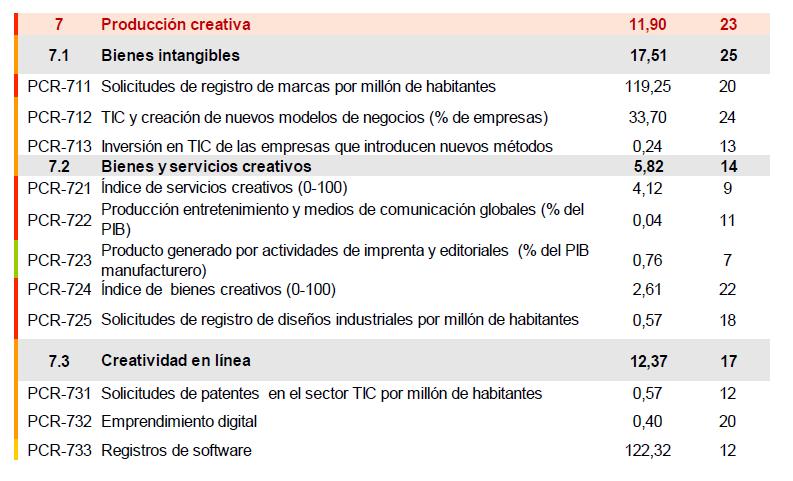 7 Producción creativa 11,90 23
7.1 Bienes intangibles 17,51 25
PCR-711 Solicitudes de registro de marcas por millón de habitantes 119,25 20
PCR-712 TIC y creación de nuevos modelos de negocios (% de empresas) 33,70 24
PCR-713 Inversión en TIC de las empresas que introducen nuevos métodos 0,24 13
7.2 Bienes y servicios creativos 5,82 14
PCR-721 Índice de servicios creativos (0-100) 4,12 9
PCR-722 Producción entretenimiento y medios de comunicación globales (% del
PIB) 0,04 11
PCR-723 Producto generado por actividades de imprenta y editoriales (% del PIB
manufacturero) 0,76 7
PCR-724 Índice de bienes creativos (0-100) 2,61 22
PCR-725 Solicitudes de registro de diseños industriales por millón de habitantes 0,57 18
7.3 Creatividad en línea 12,37 17
PCR-731 Solicitudes de patentes en el sector TIC por millón de habitantes 0,57 12
PCR-732 Emprendimiento digital 0,40 20
PCR-733 Registros de software 122,32 12